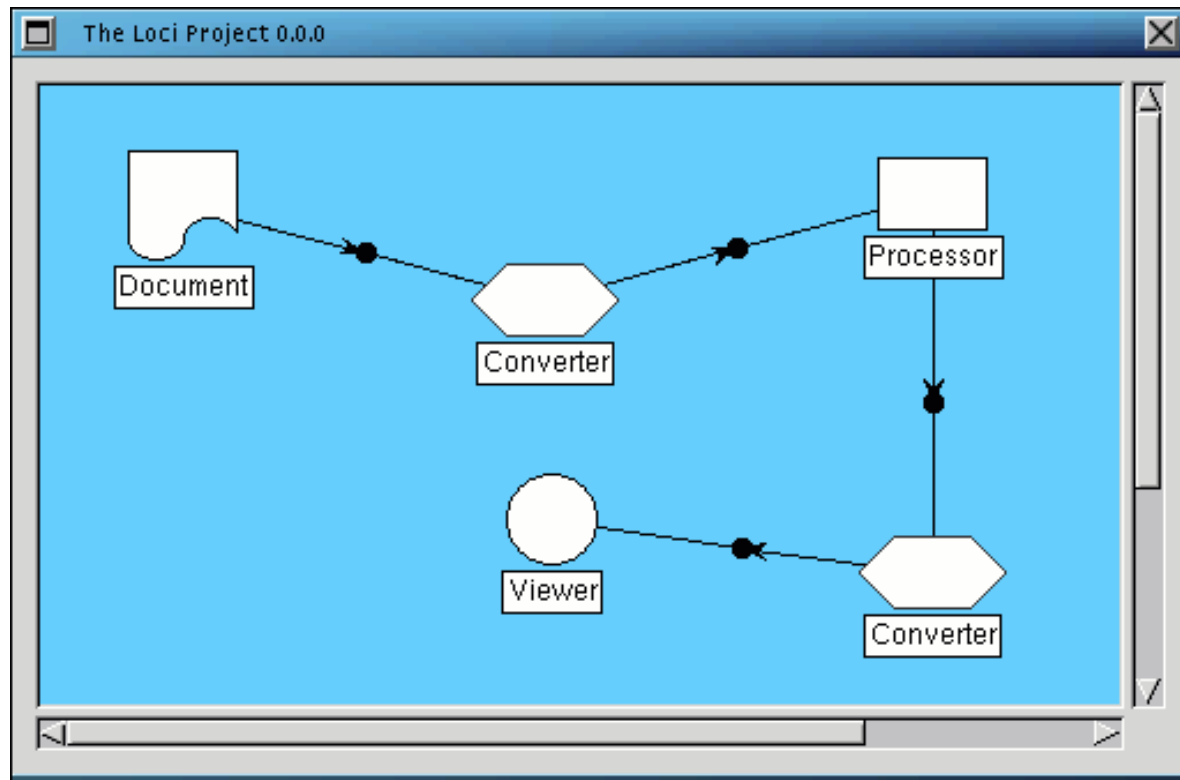 The Loci Project 0.0.0
Document
Processor
Converter
Viewer
Converter